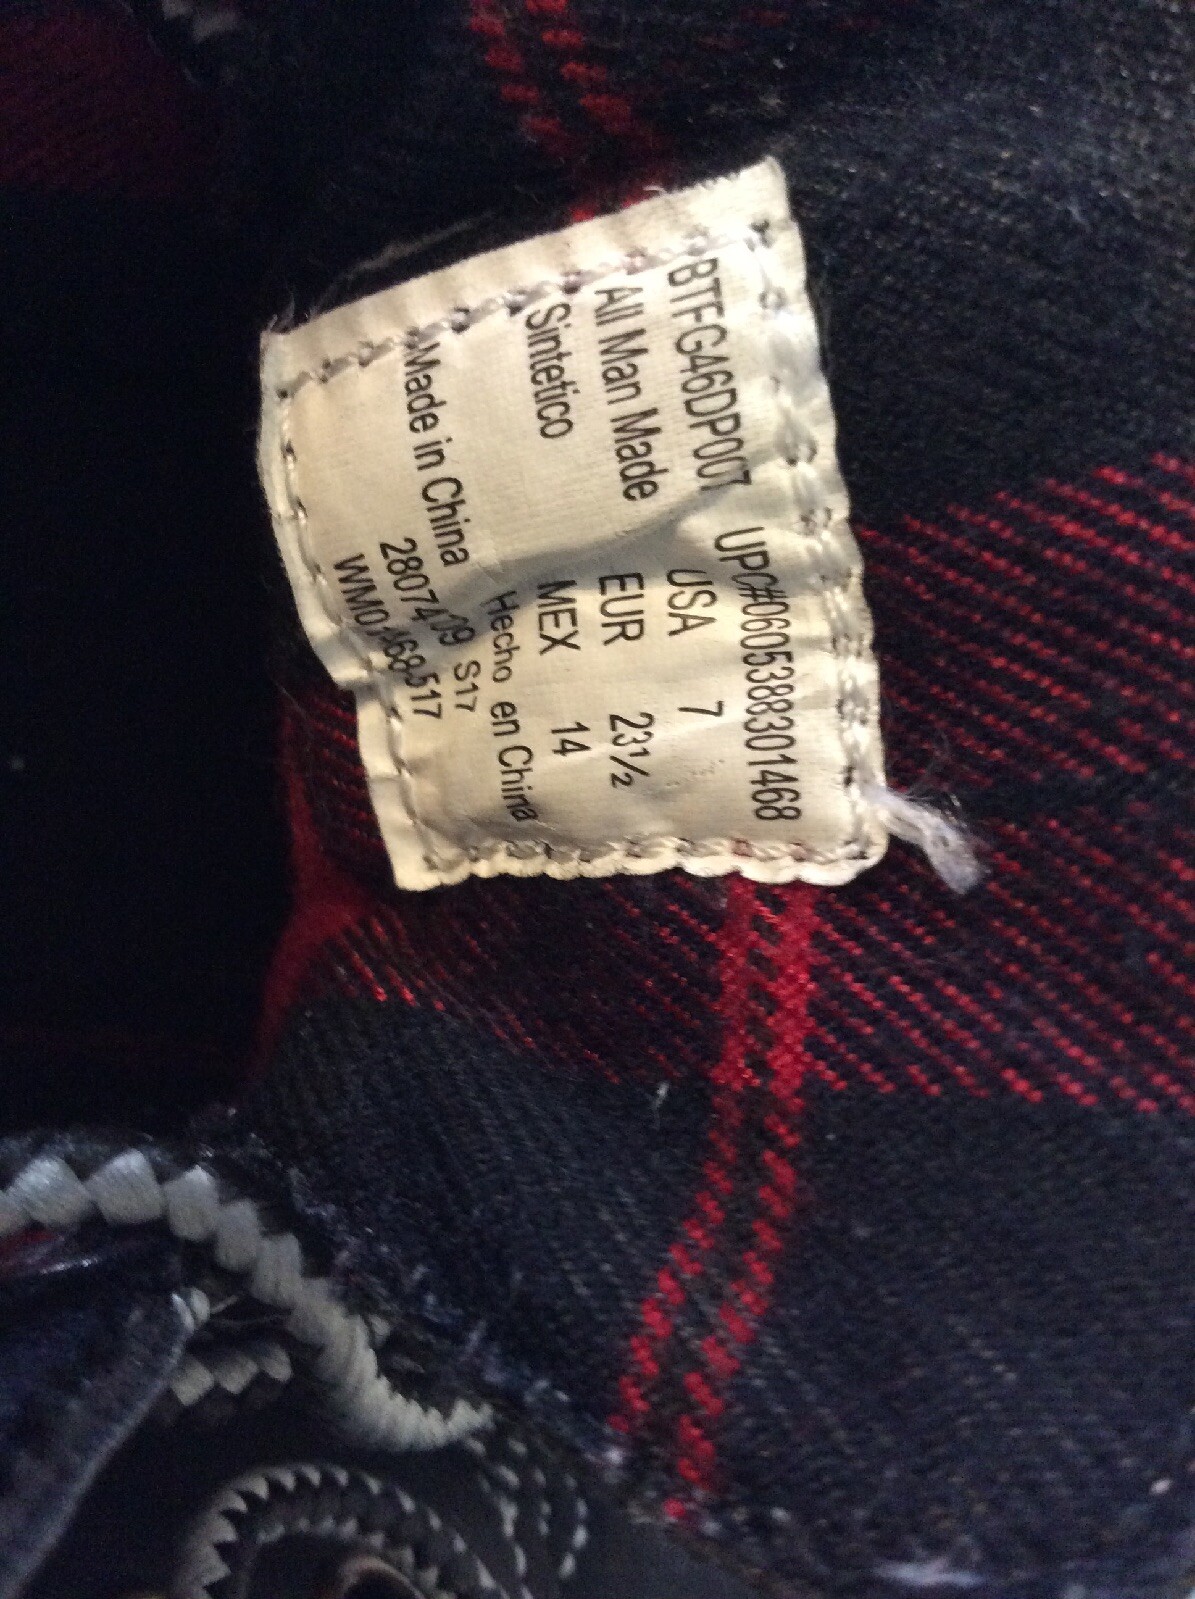 BTFG46DP007 UPC#0605388301468
All Man Made USA 7
Sintetico EUR 23½
MEX 14
Made in China Hecho en China
S17